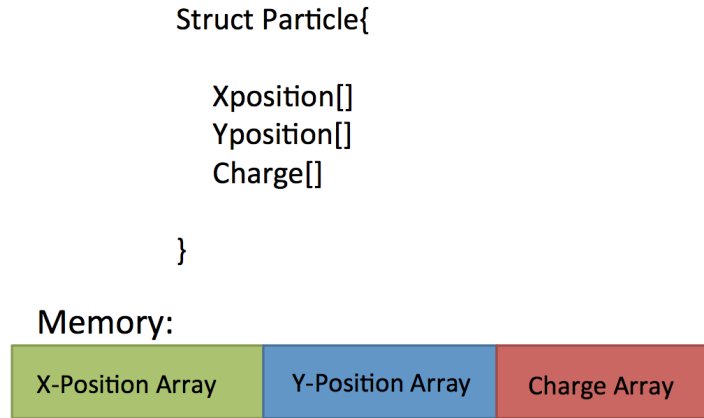 Struct Particle{
Xposition[]
Yposition[]
Charge[]
}
Memory:
X-Position Array Y-Position Array Charge Array